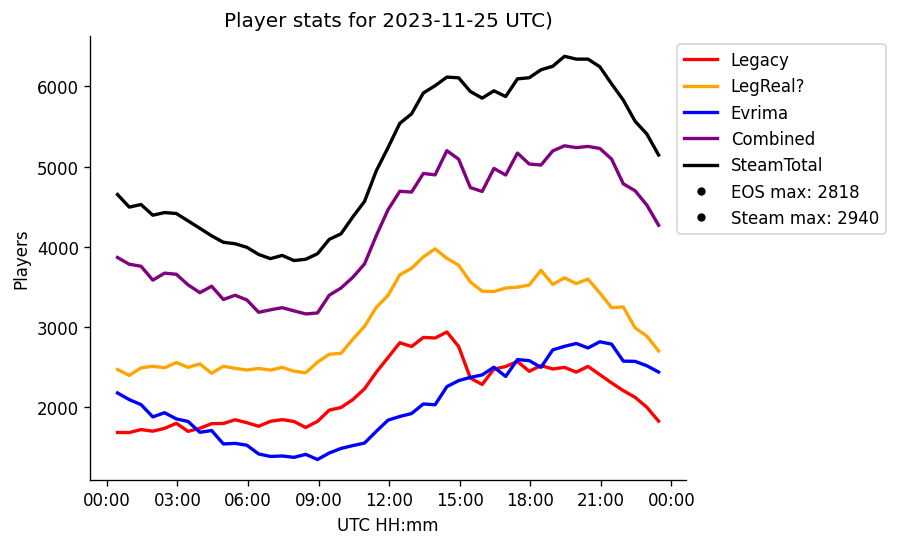 Player stats for 2023-11-25 UTC)
Legacy
LegReal?
Evrima
Combined
SteamTotal
EOS max: 2818
Steam max: 2940
Players
6000
5000
4000
3000
2000
00:00 03:00 06:00 09:00 12:00 15:00 18:00 21:00 00:00
UTC HH:mm